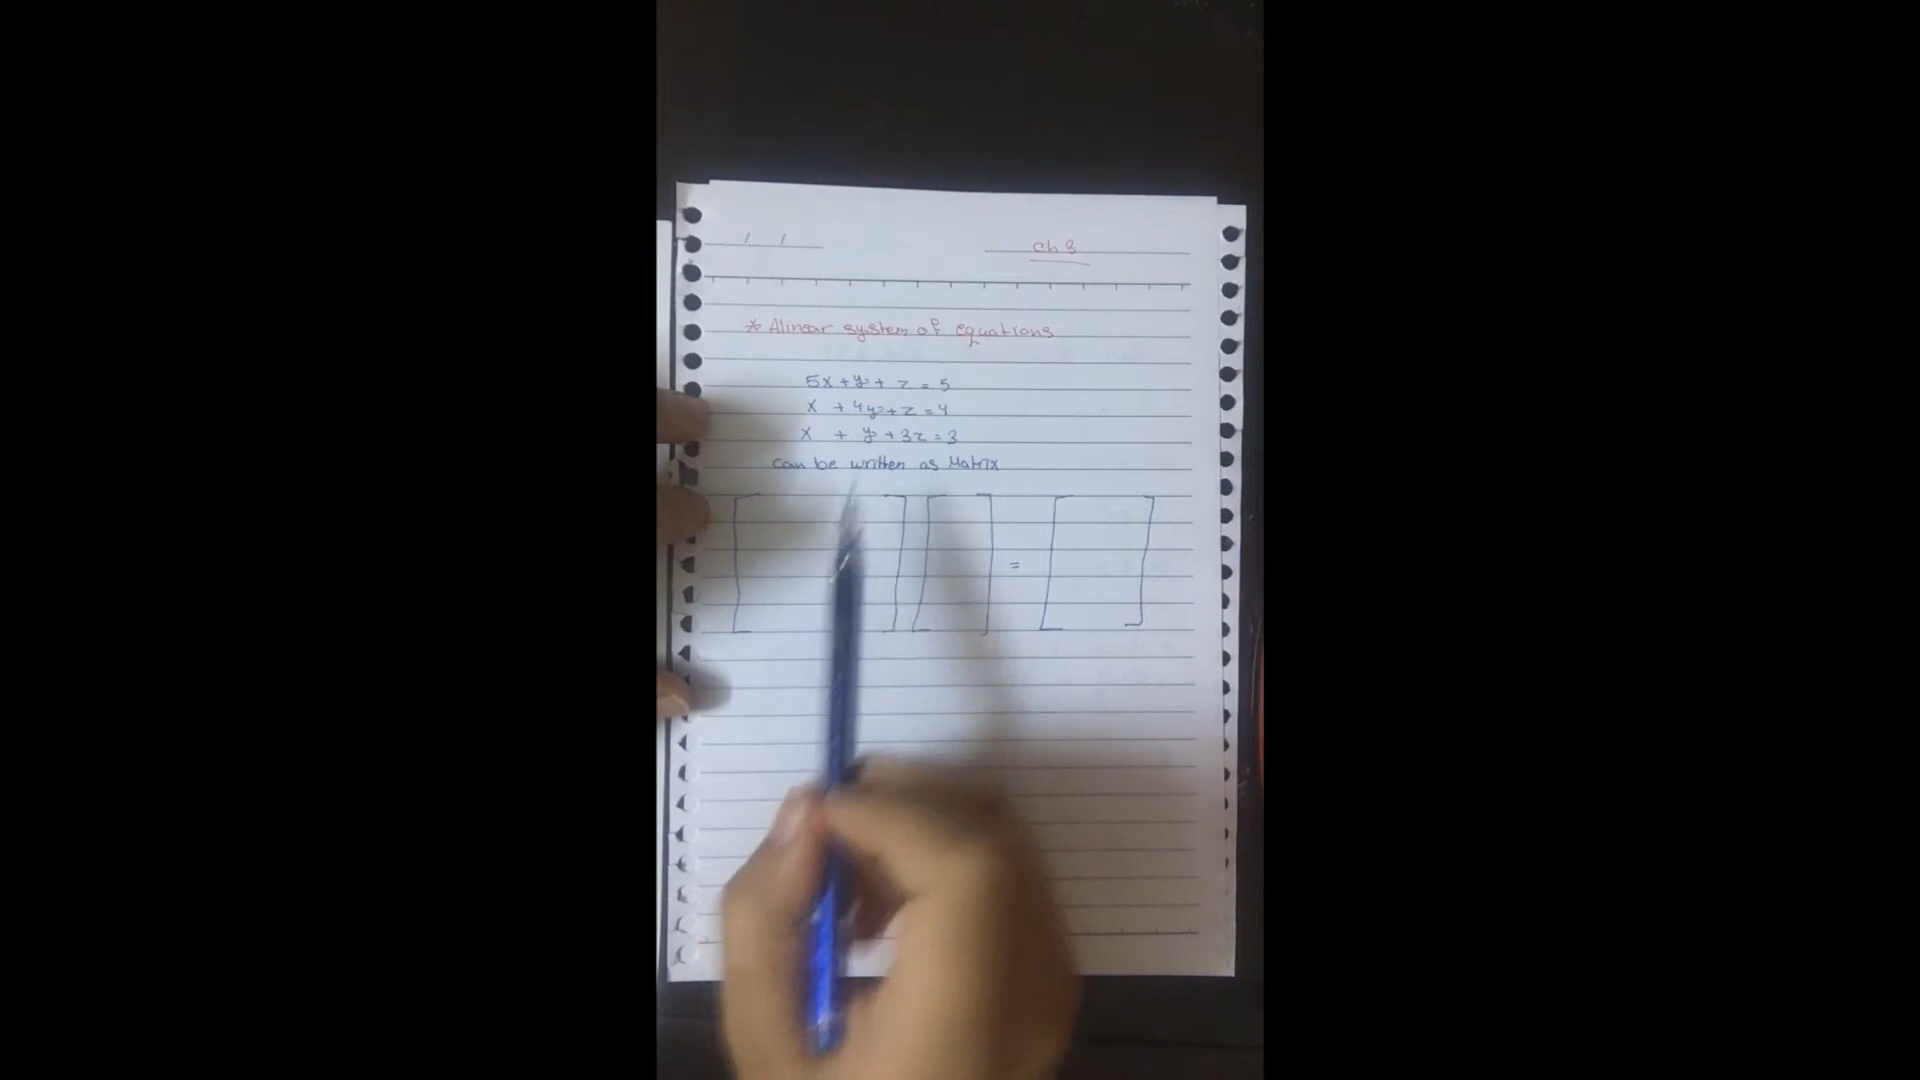 / /
Ch 3
* A linear system of equations
5x + y + z = 5
x + 4y + z = 4
x + y + 3z = 3
can be written as Matrix
=